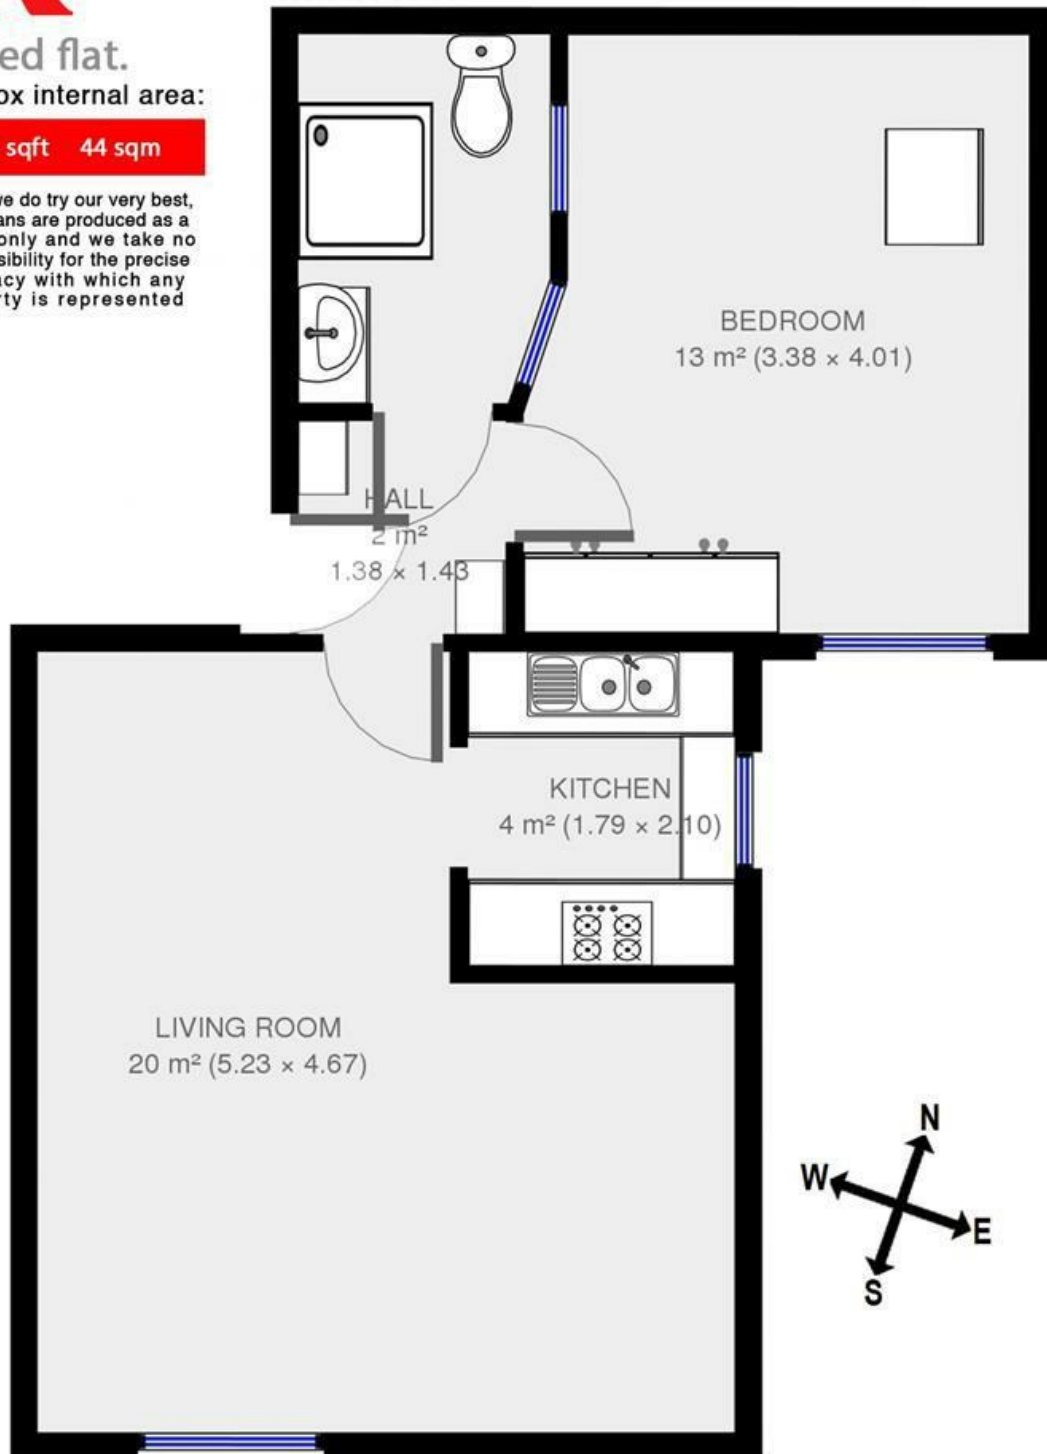 ed flat.
ox internal area:
sqft 44 sqm
we do try our very best,
ans are produced as a
only and we take no
sibility for the precise
acy with which any
rty is represented
BEDROOM
13 m² (3.38 × 4.01)
HALL
2 m²
1.38 × 1.43
KITCHEN
4 m² (1.79 × 2.10)
LIVING ROOM
20 m² (5.23 × 4.67)
N
W
E
S